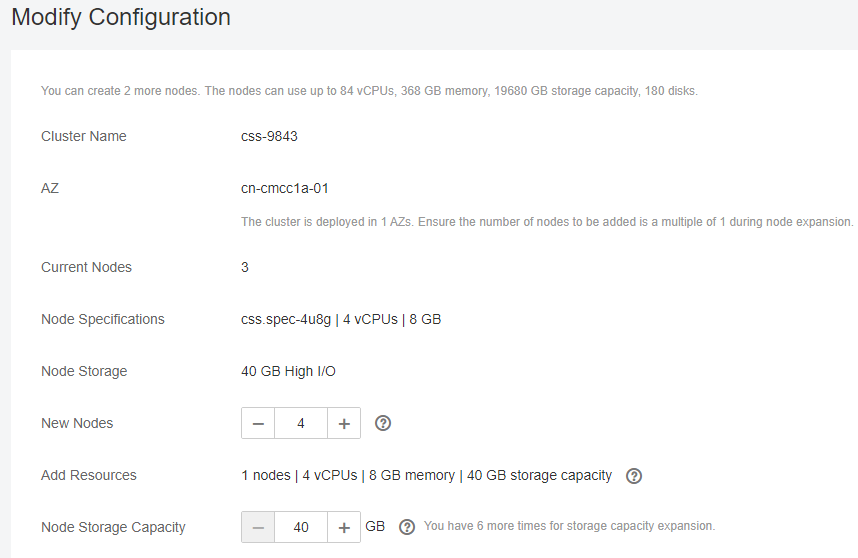 Modify Configuration
You can create 2 more nodes. The nodes can use up to 84 vCPUs, 368 GB memory, 19680 GB storage capacity, 180 disks.
Cluster Name css-9843
AZ cn-cmcc1a-01
The cluster is deployed in 1 AZs. Ensure the number of nodes to be added is a multiple of 1 during node expansion.
Current Nodes 3
Node Specifications css.spec-4u8g | 4 vCPUs | 8 GB
Node Storage 40 GB High I/O
New Nodes − 4 + ?
Add Resources 1 nodes | 4 vCPUs | 8 GB memory | 40 GB storage capacity ?
Node Storage Capacity − 40 + GB ? You have 6 more times for storage capacity expansion.